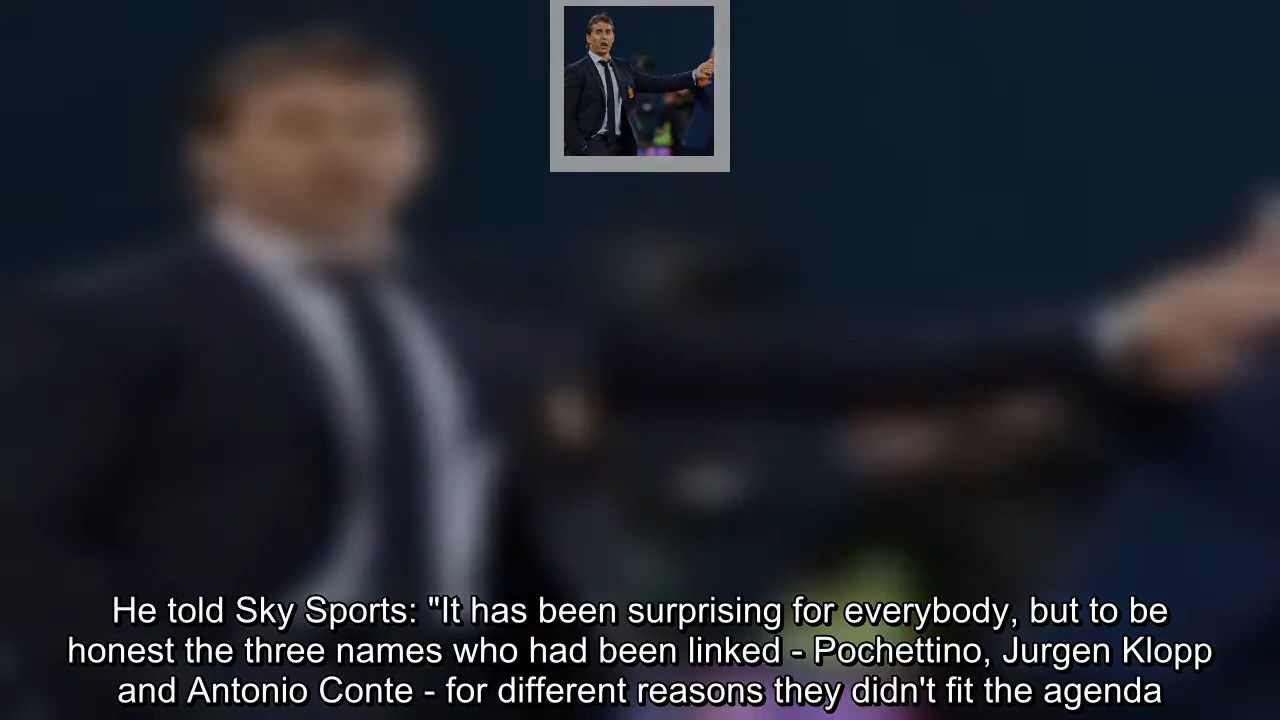 He told Sky Sports: "It has been surprising for everybody, but to be
honest the three names who had been linked - Pochettino, Jurgen Klopp
and Antonio Conte - for different reasons they didn't fit the agenda